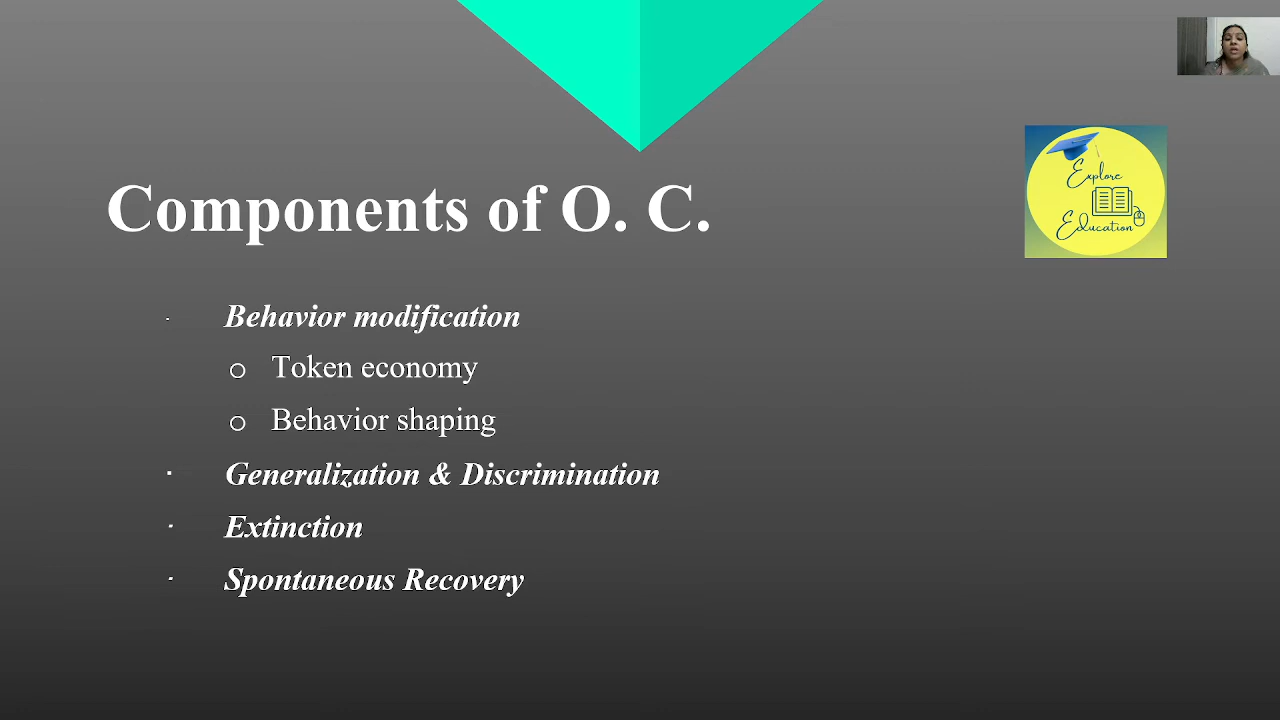 Components of O. C.
Explore
Education
· Behavior modification
o Token economy
o Behavior shaping
· Generalization & Discrimination
· Extinction
· Spontaneous Recovery